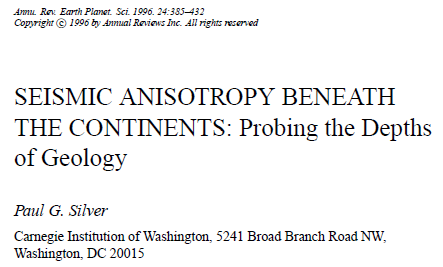 Annu. Rev. Earth Planet. Sci. 1996. 24:385–432
Copyright © 1996 by Annual Reviews Inc. All rights reserved
SEISMIC ANISOTROPY BENEATH
THE CONTINENTS: Probing the Depths
of Geology
Paul G. Silver
Carnegie Institution of Washington, 5241 Broad Branch Road NW,
Washington, DC 20015